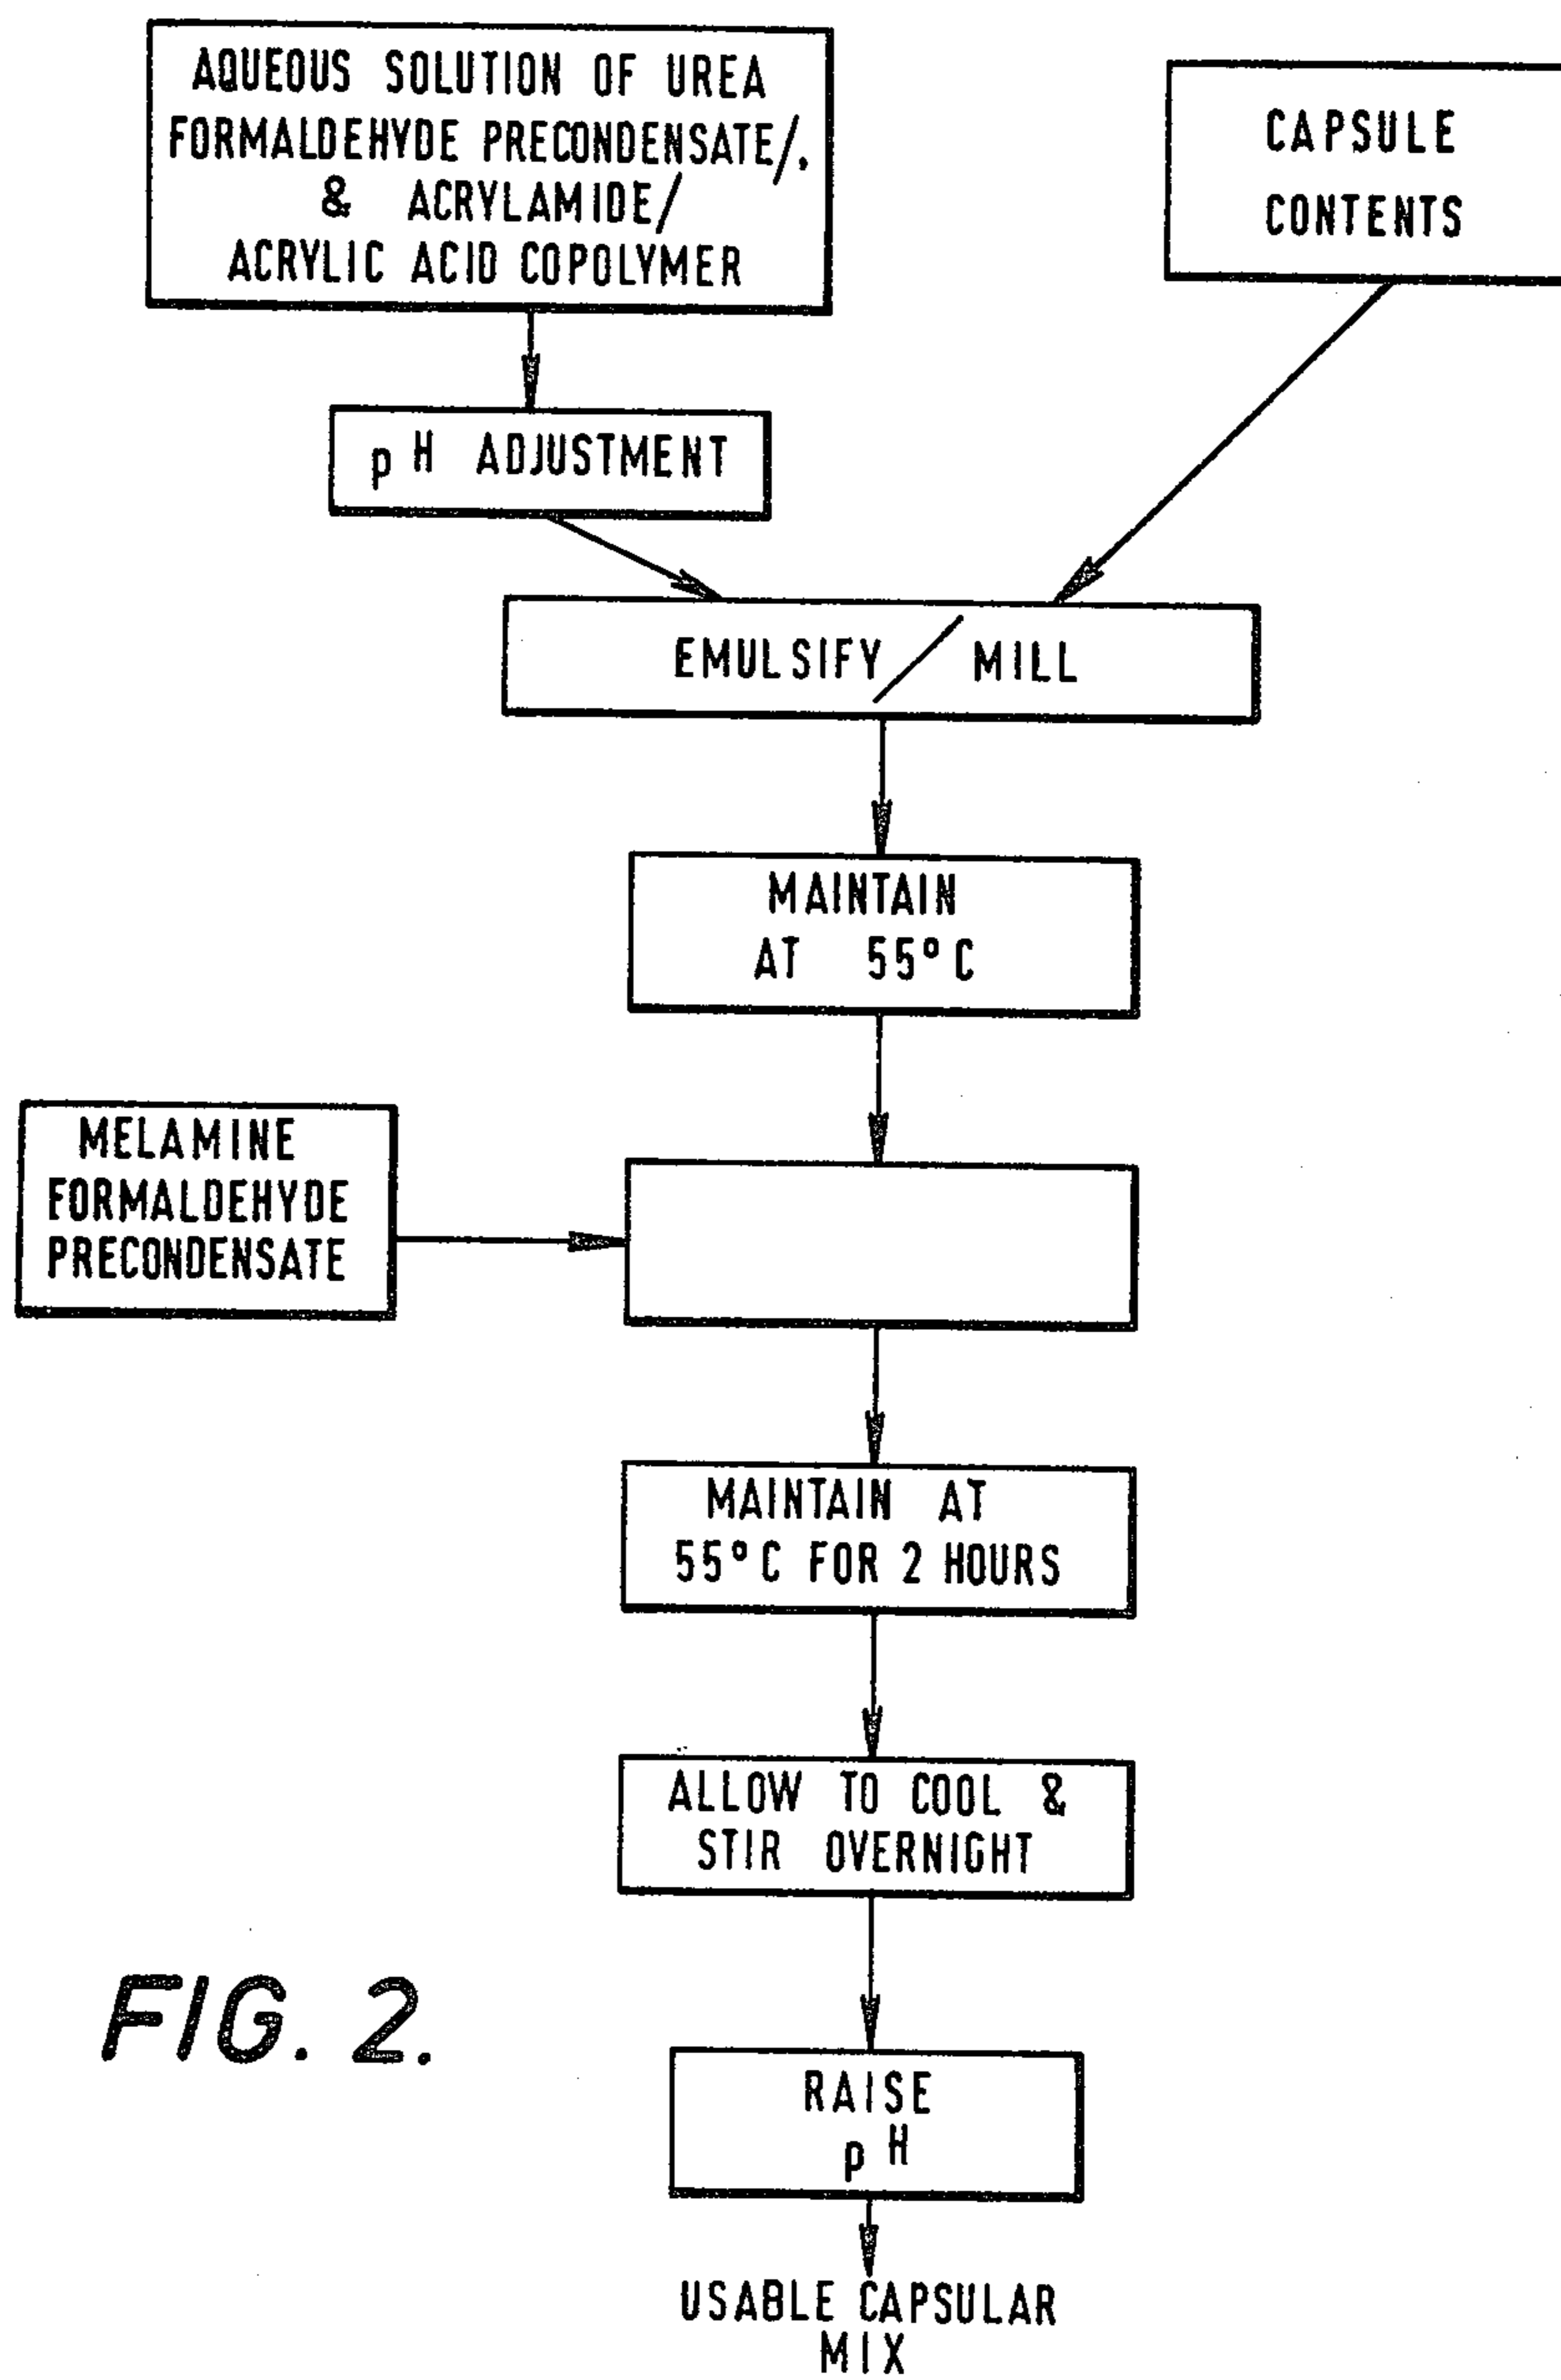 AQUEOUS SOLUTION OF UREA
FORMALDEHYDE PRECONDENSATE/.
& ACRYLAMIDE/
ACRYLIC ACID COPOLYMER
CAPSULE
CONTENTS
pH ADJUSTMENT
EMULSIFY / MILL
MAINTAIN
AT 55°C
MELAMINE
FORMALDEHYDE
PRECONDENSATE
MAINTAIN AT
55°C FOR 2 HOURS
ALLOW TO COOL &
STIR OVERNIGHT
FIG. 2.
RAISE
pH
USABLE CAPSULAR
MIX